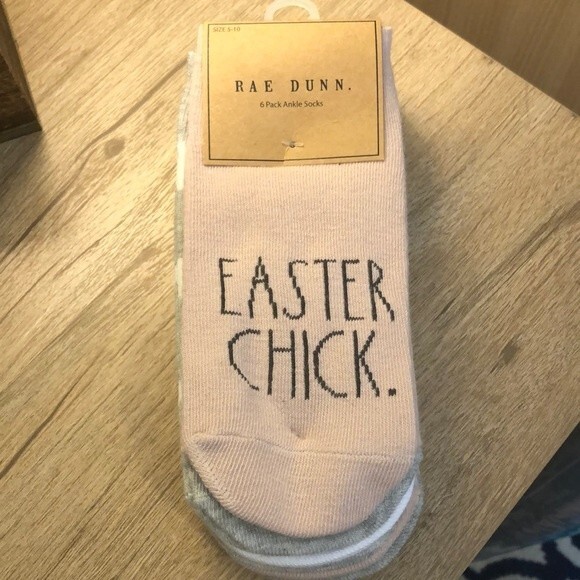 SIZE 5-10
RAE DUNN.
6 Pack Ankle Socks
EASTER
CHICK.